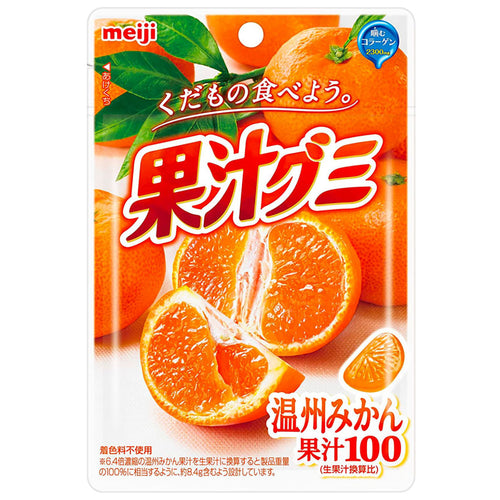 meiji
噛む
コラーゲン
2300mg
◀あけくち
くだもの食べよう。
果汁グミ
温州みかん
果汁100
(生果汁換算比)
着色料不使用
※6.4倍濃縮の温州みかん果汁を生果汁に換算すると製品重量
の100%に相当するように、約8.4g含むよう設計しています。